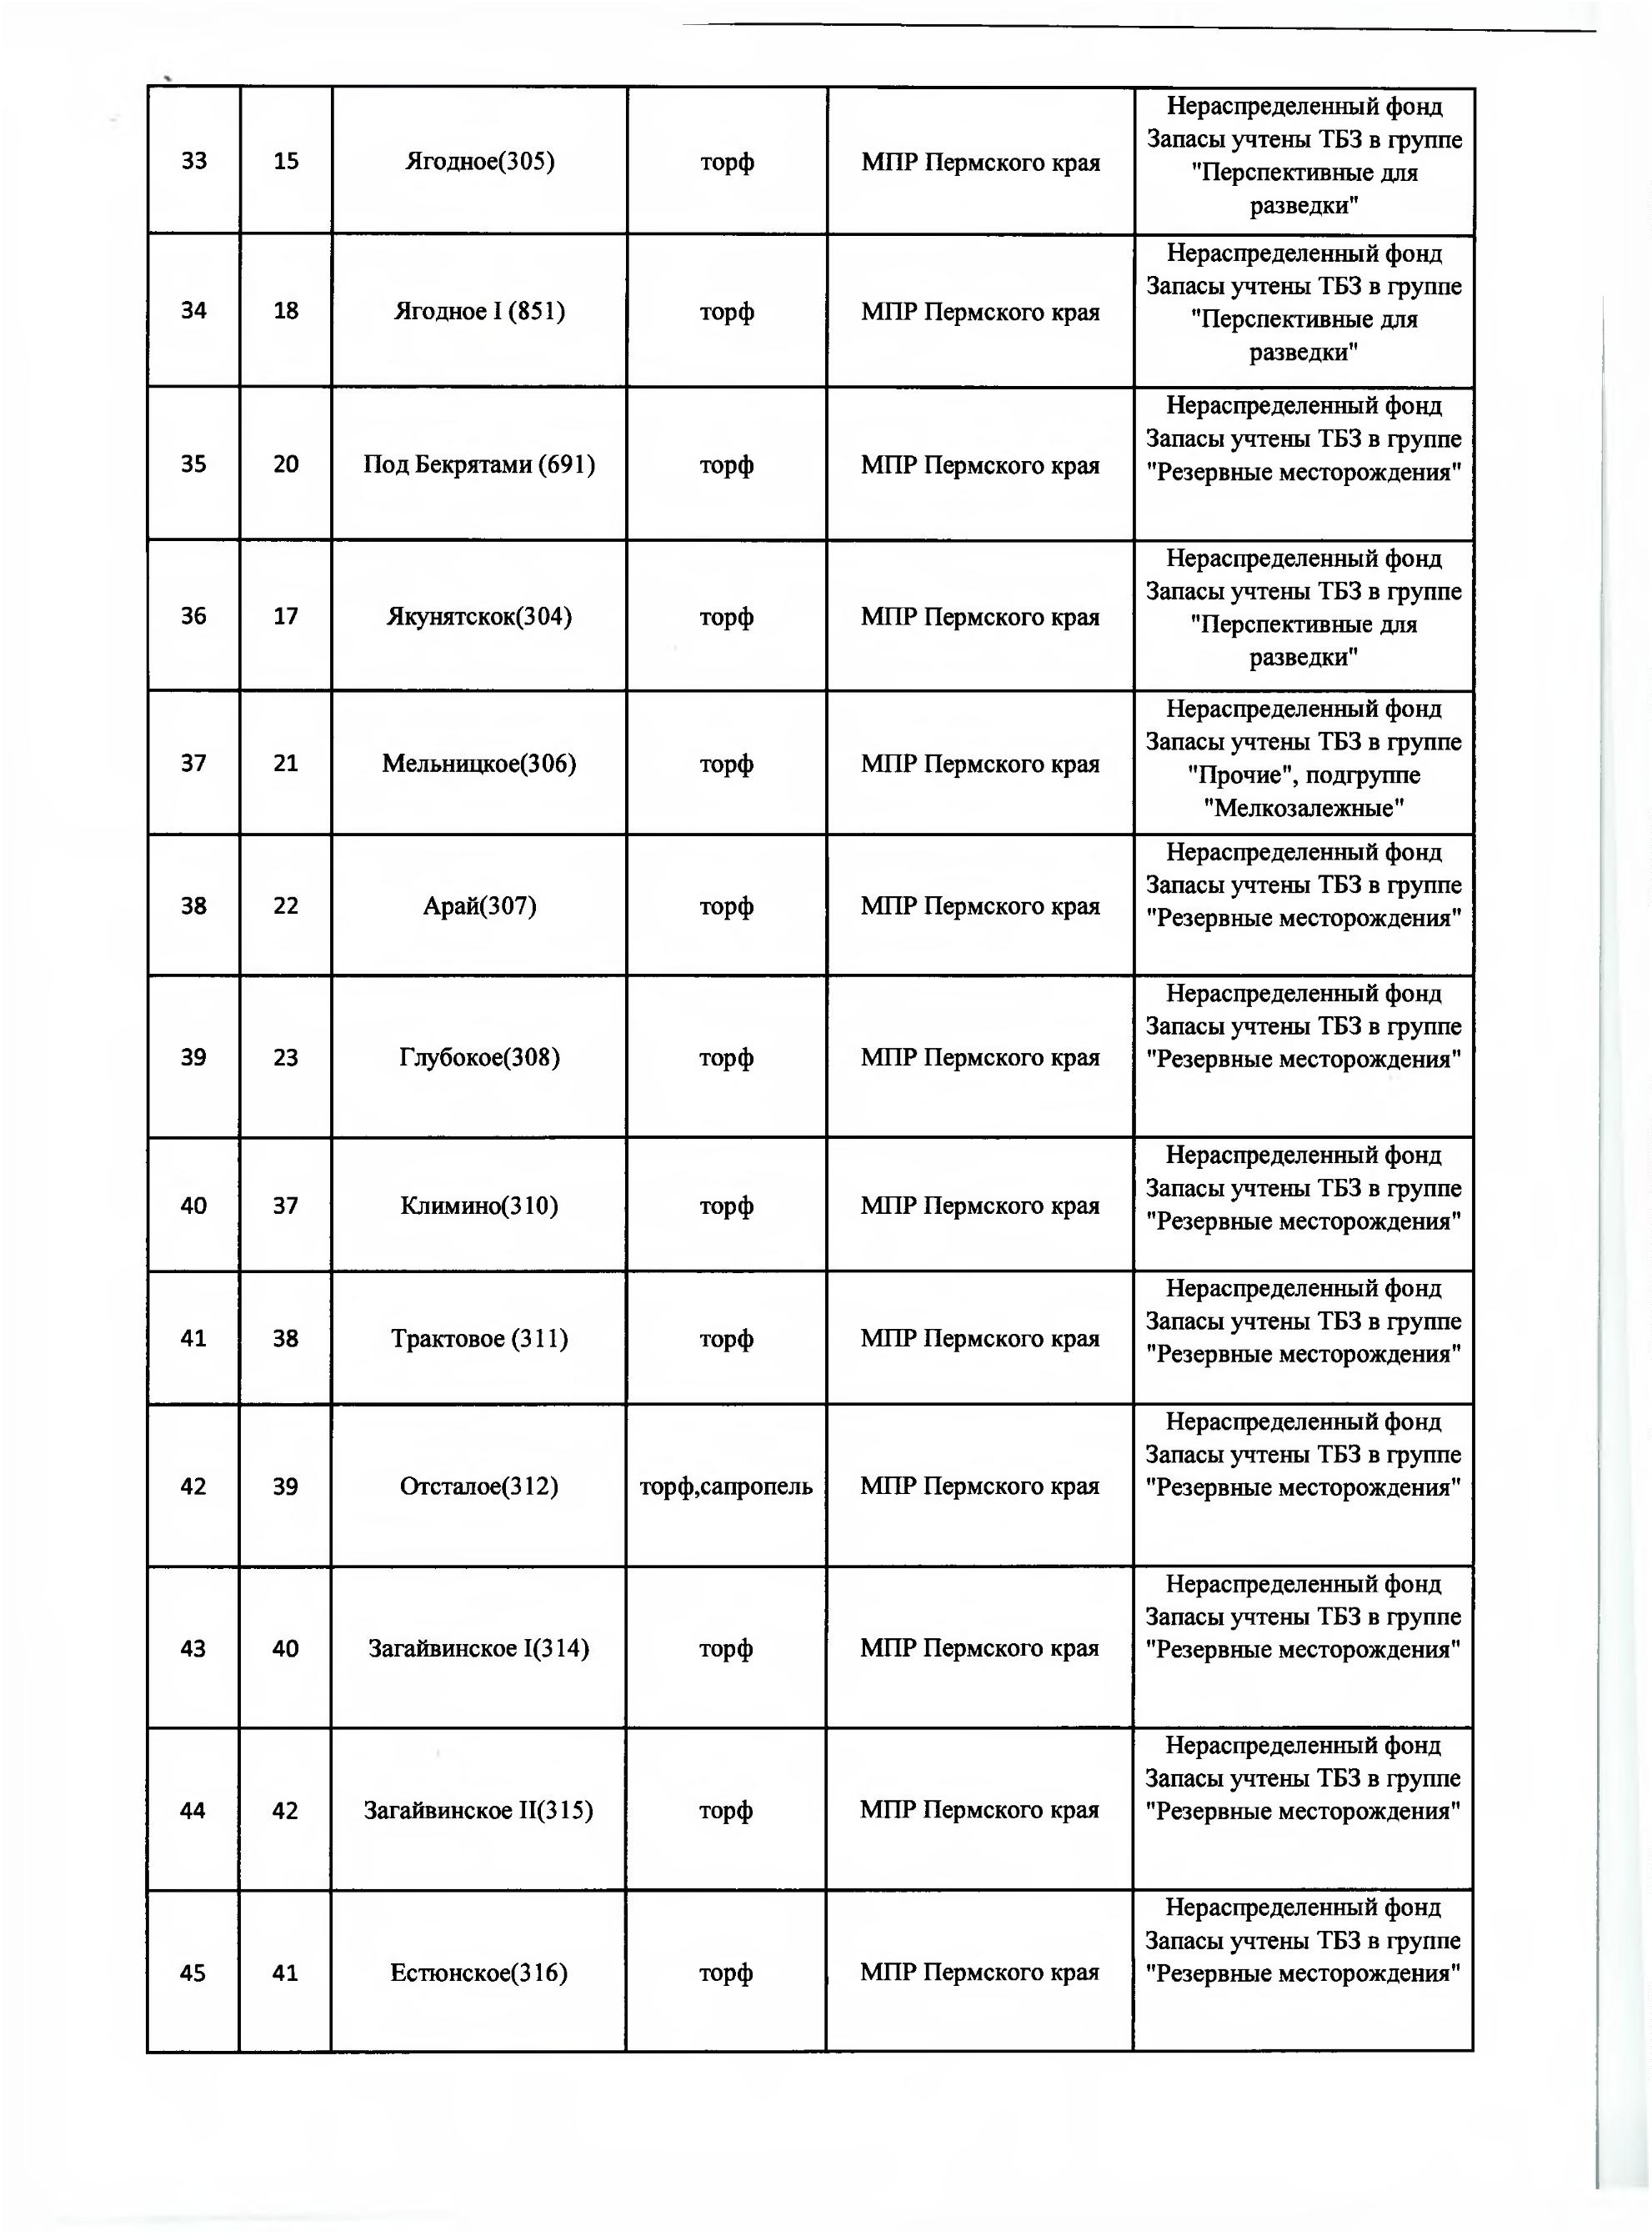 33 15 Ягодное(305) торф МПР Пермского края Нераспределенный фонд
Запасы учтены ТБЗ в группе
"Перспективные для
разведки"
34 18 Ягодное I (851) торф МПР Пермского края Нераспределенный фонд
Запасы учтены ТБЗ в группе
"Перспективные для
разведки"
35 20 Под Бекрятами (691) торф МПР Пермского края Нераспределенный фонд
Запасы учтены ТБЗ в группе
"Резервные месторождения"
36 17 Якунятскок(304) торф МПР Пермского края Нераспределенный фонд
Запасы учтены ТБЗ в группе
"Перспективные для
разведки"
37 21 Мельницкое(306) торф МПР Пермского края Нераспределенный фонд
Запасы учтены ТБЗ в группе
"Прочие", подгруппе
"Мелкозалежные"
38 22 Арай(307) торф МПР Пермского края Нераспределенный фонд
Запасы учтены ТБЗ в группе
"Резервные месторождения"
39 23 Глубокое(308) торф МПР Пермского края Нераспределенный фонд
Запасы учтены ТБЗ в группе
"Резервные месторождения"
40 37 Климино(310) торф МПР Пермского края Нераспределенный фонд
Запасы учтены ТБЗ в группе
"Резервные месторождения"
41 38 Трактовое (311) торф МПР Пермского края Нераспределенный фонд
Запасы учтены ТБЗ в группе
"Резервные месторождения"
42 39 Отсталое(312) торф,сапропель МПР Пермского края Нераспределенный фонд
Запасы учтены ТБЗ в группе
"Резервные месторождения"
43 40 Загайвинское I(314) торф МПР Пермского края Нераспределенный фонд
Запасы учтены ТБЗ в группе
"Резервные месторождения"
44 42 Загайвинское II(315) торф МПР Пермского края Нераспределенный фонд
Запасы учтены ТБЗ в группе
"Резервные месторождения"
45 41 Естюнское(316) торф МПР Пермского края Нераспределенный фонд
Запасы учтены ТБЗ в группе
"Резервные месторождения"